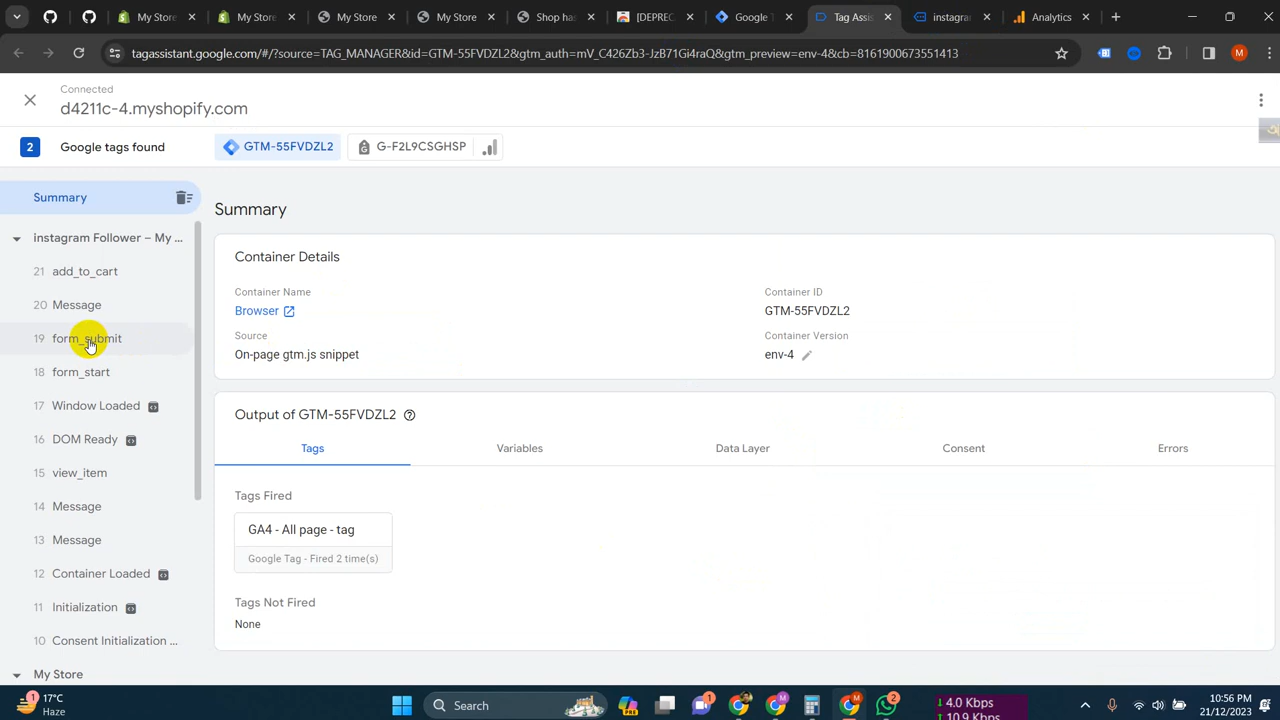 My Store
My Store
My Store
My Store
Shop ha
[DEPREC
Google T
Tag Assis
instagram
Analytics
tagassistant.google.com/#/?source=TAG_MANAGER&id=GTM-55FVDZL2&gtm_auth=mV_C426Zb3-JzB71Gi4raQ&gtm_preview=env-4&cb=8161900673551413
M
Connected
d4211c-4.myshopify.com
2
Google tags found
GTM-55FVDZL2
G-F2L9CSGHSP
Summary
instagram Follower – My ...
21 add_to_cart
20 Message
19 form_submit
18 form_start
17 Window Loaded
16 DOM Ready
15 view_item
14 Message
13 Message
12 Container Loaded
11 Initialization
10 Consent Initialization ...
My Store
Summary
Container Details
Container Name
Browser
Container ID
GTM-55FVDZL2
Source
On-page gtm.js snippet
Container Version
env-4
Output of GTM-55FVDZL2
Tags
Variables
Data Layer
Consent
Errors
Tags Fired
GA4 - All page - tag
Google Tag - Fired 2 time(s)
Tags Not Fired
None
1
17°C
Haze
Search
PRE
1
M
M
2
4.0 Kbps
10.9 Kbps
10:56 PM
21/12/2023